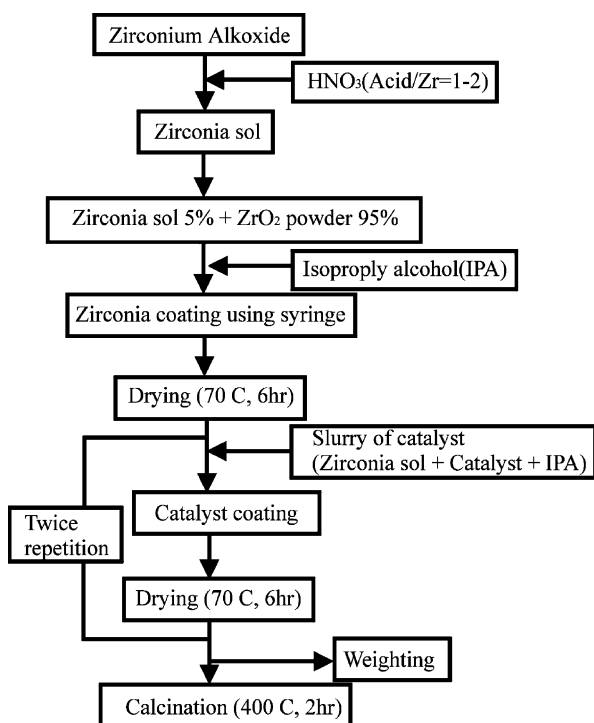 Zirconium Alkoxide
HNO₃(Acid/Zr=1-2)
Zirconia sol
Zirconia sol 5% + ZrO₂ powder 95%
Isoproply alcohol(IPA)
Zirconia coating using syringe
Drying (70 C, 6hr)
Slurry of catalyst
(Zirconia sol + Catalyst + IPA)
Catalyst coating
Twice
repetition
Drying (70 C, 6hr)
Weighting
Calcination (400 C, 2hr)